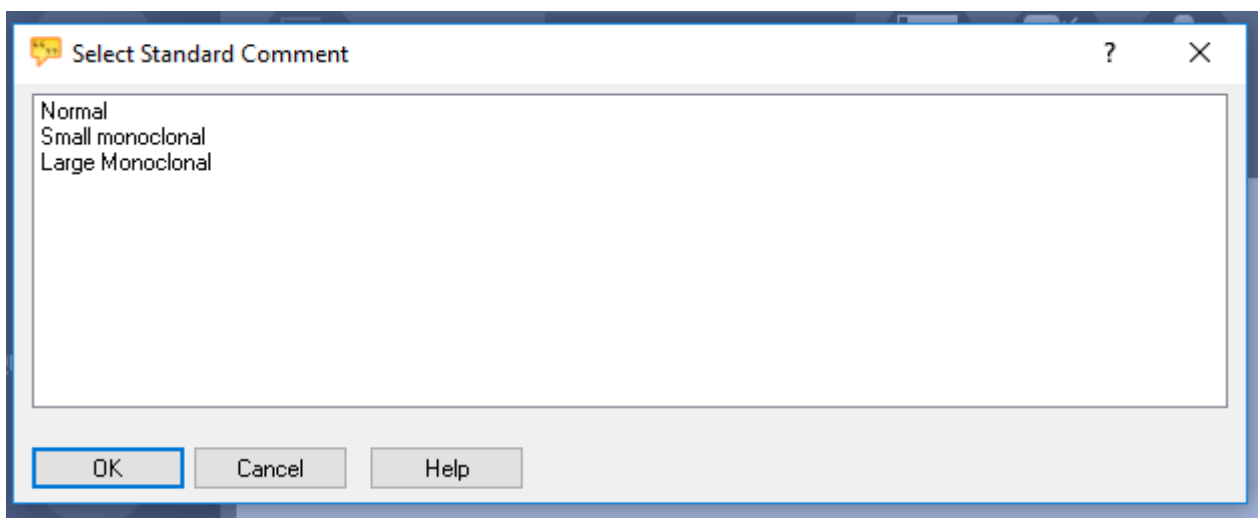 Select Standard Comment
?
Normal
Small monoclonal
Large Monoclonal
OK
Cancel
Help